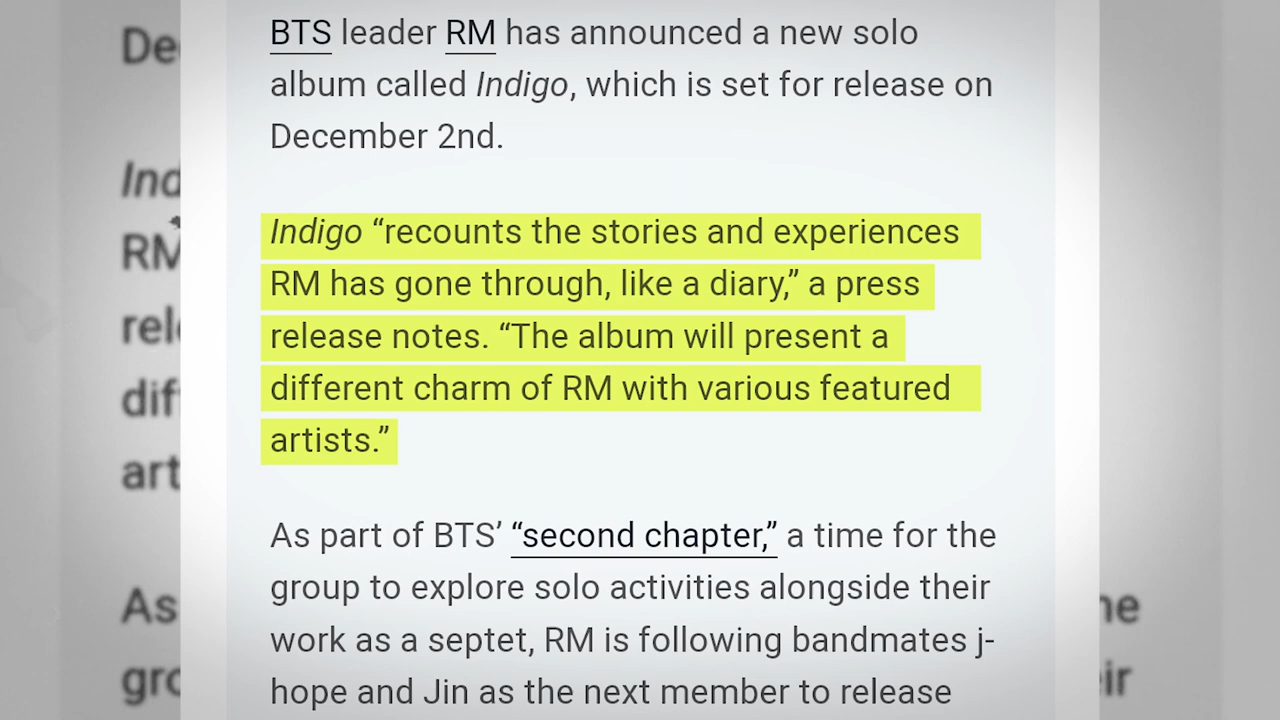 BTS leader RM has announced a new solo
album called Indigo, which is set for release on
December 2nd.
Indigo “recounts the stories and experiences
RM has gone through, like a diary,” a press
release notes. “The album will present a
different charm of RM with various featured
artists.”
As part of BTS’ “second chapter,” a time for the
group to explore solo activities alongside their
work as a septet, RM is following bandmates j-
hope and Jin as the next member to release